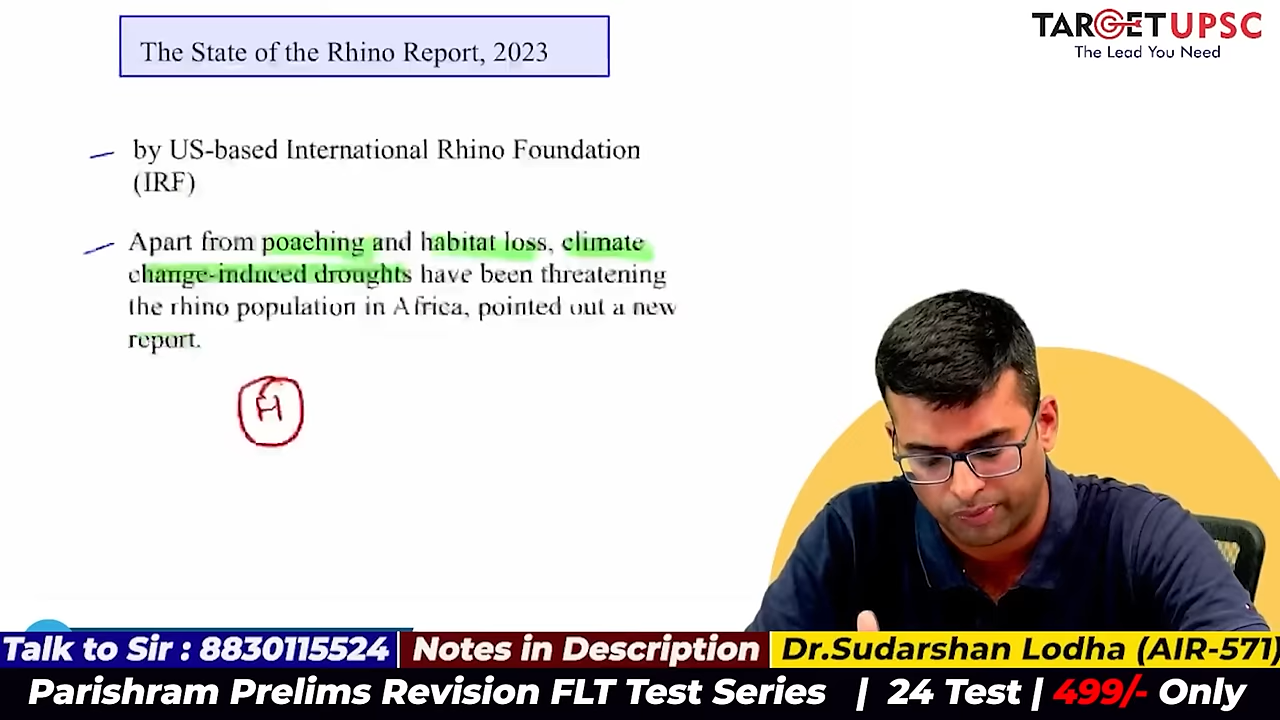 The State of the Rhino Report, 2023
TARGET UPSC
The Lead You Need
by US-based International Rhino Foundation
(IRF)
Apart from poaching and habitat loss, climate
change-induced droughts have been threatening
the rhino population in Africa, pointed out a new
report.
H
Talk to Sir : 8830115524
Notes in Description
Dr.Sudarshan Lodha (AIR-571)
Parishram Prelims Revision FLT Test Series | 24 Test | 499/- Only